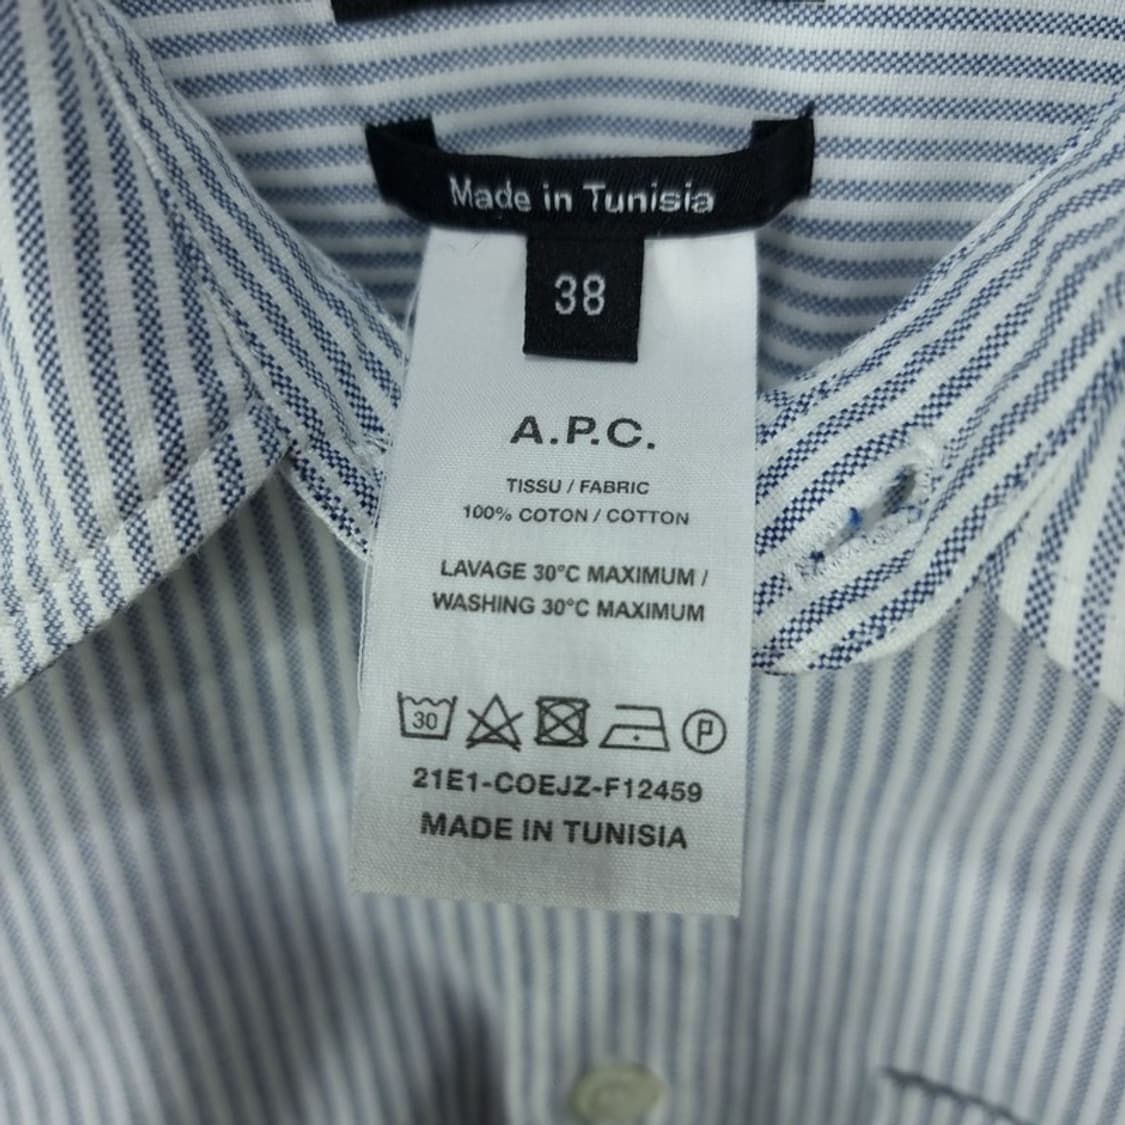 Made in Tunisia
38
A.P.C.
TISSU / FABRIC
100% COTON / COTTON
LAVAGE 30°C MAXIMUM /
WASHING 30°C MAXIMUM
30 P
21E1-COEJZ-F12459
MADE IN TUNISIA